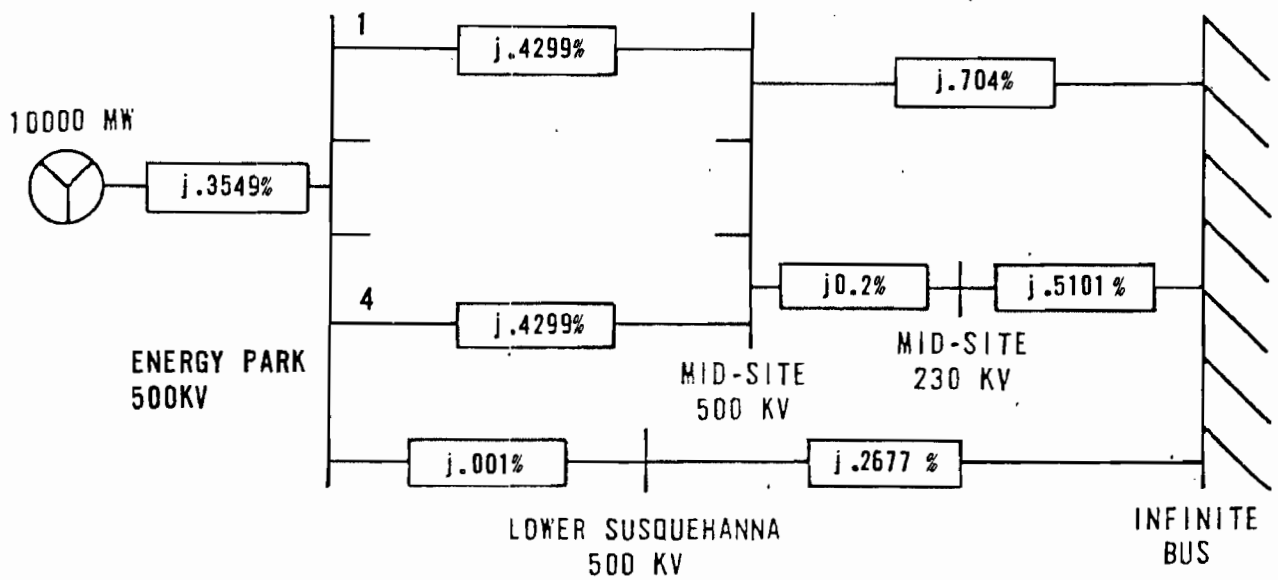 1
j.4299%
j.704%
10000 MW
j.3549%
4
j.4299%
j0.2%
j.5101 %
ENERGY PARK
500KV
MID-SITE
500 KV
MID-SITE
230 KV
j.001%
j.2677 %
LOWER SUSQUEHANNA
500 KV
INFINITE
BUS